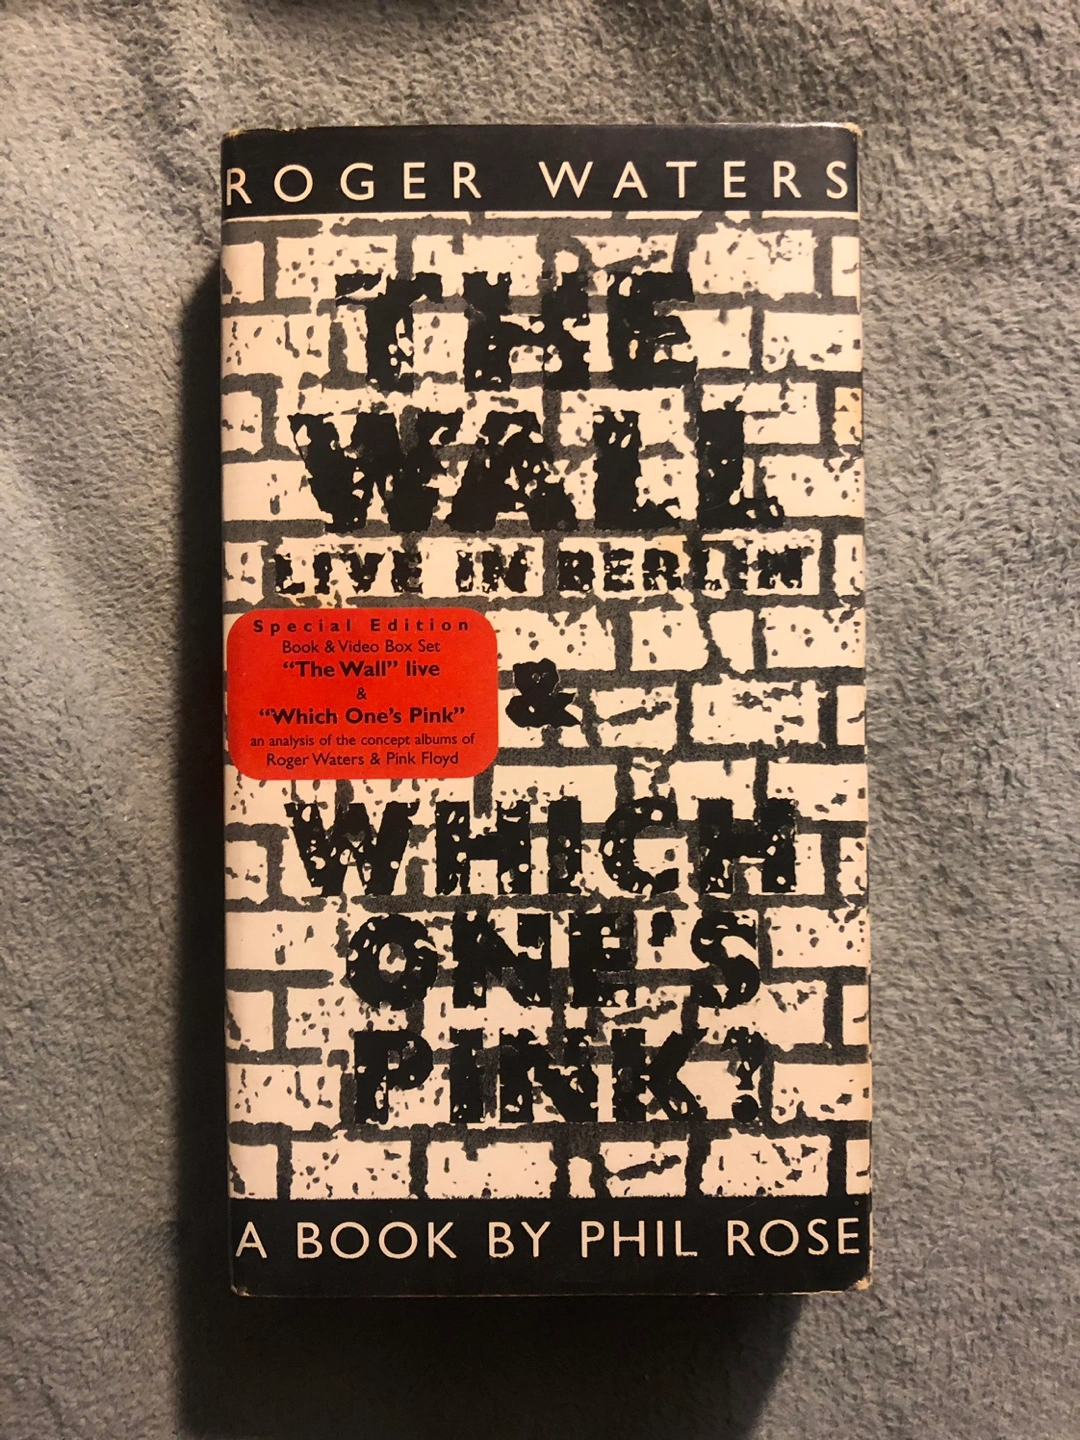 ROGER WATERS
THE
WALL
LIVE IN BERLIN
Special Edition
Book & Video Box Set
“The Wall” live
&
“Which One’s Pink”
an analysis of the concept albums of
Roger Waters & Pink Floyd
&
WHICH
ONE'S
PINK?
A BOOK BY PHIL ROSE